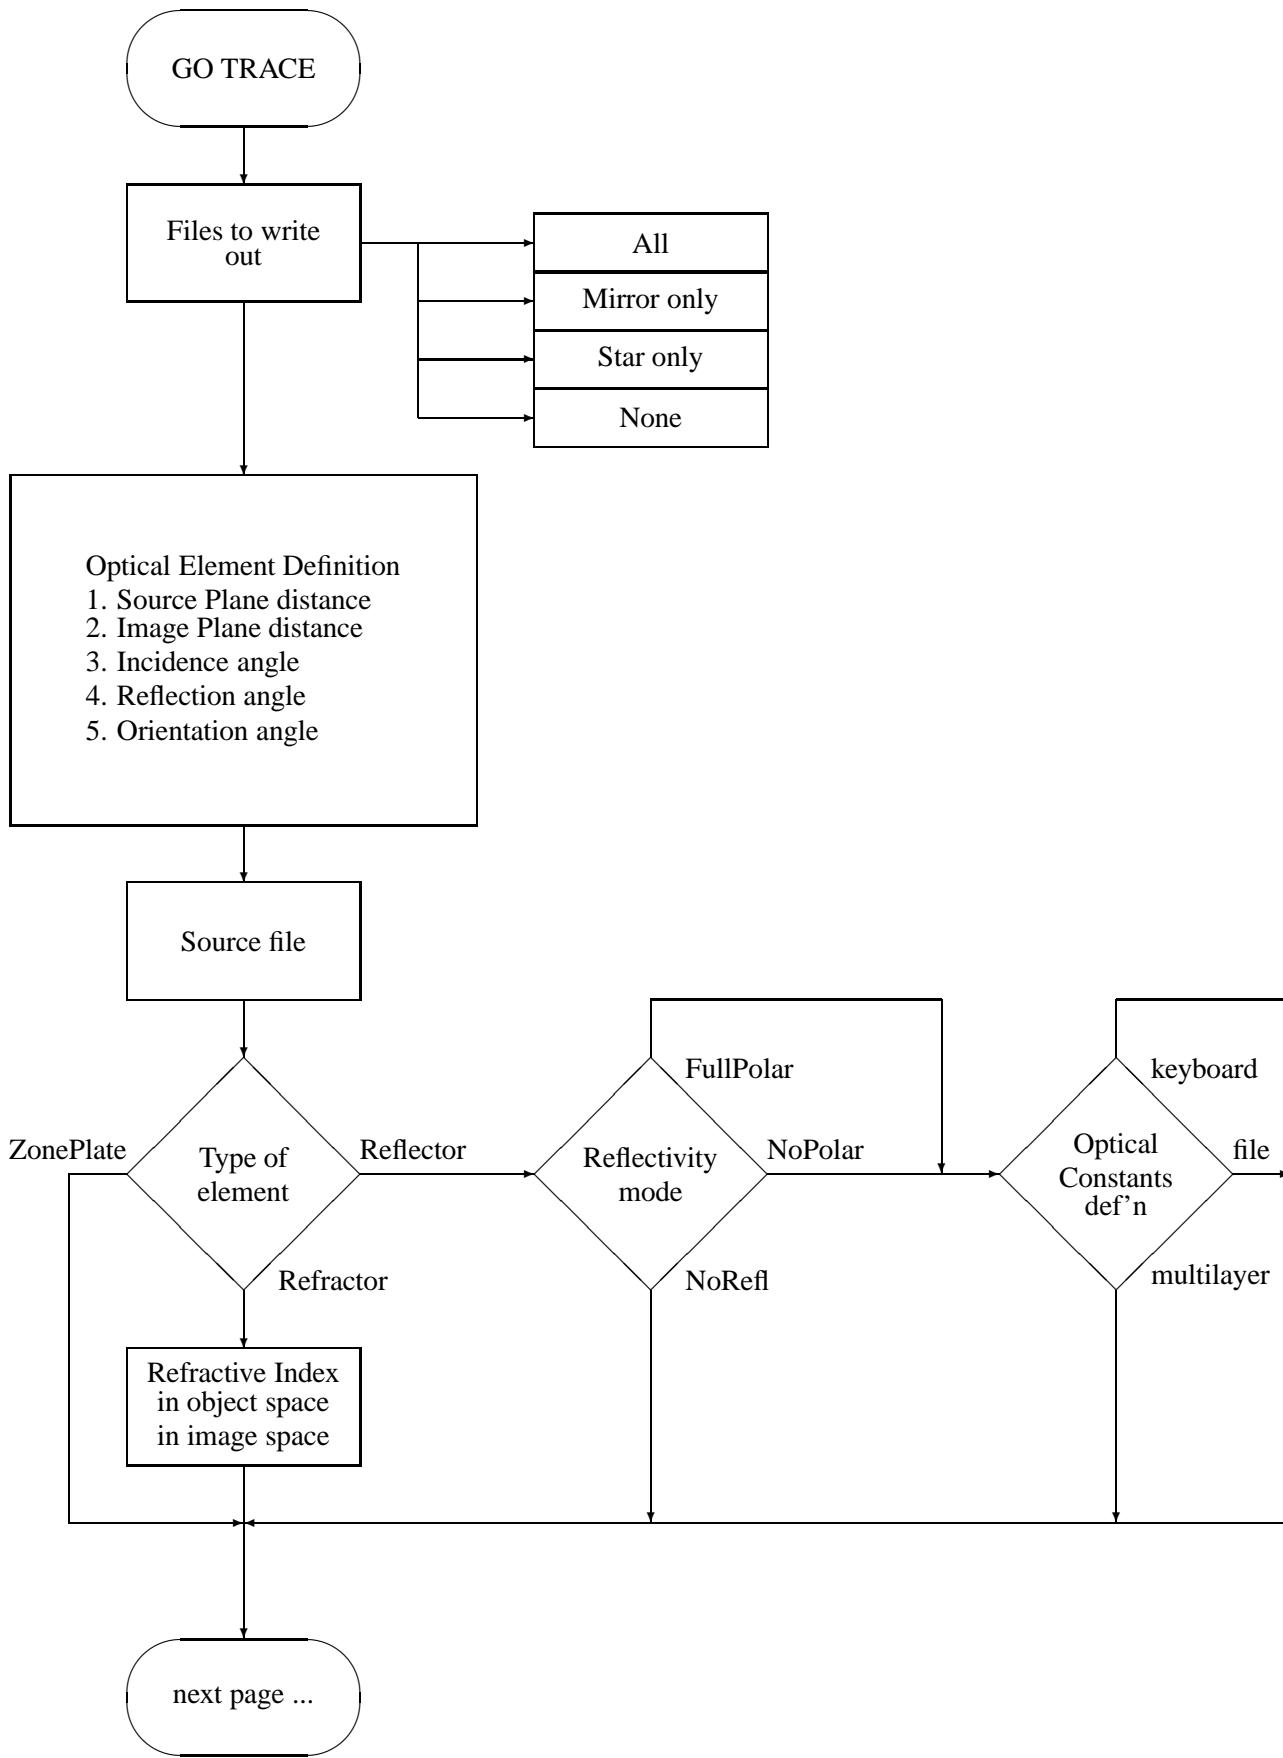 GO TRACE
Files to write
out
All
Mirror only
Star only
None
Optical Element Definition
1. Source Plane distance
2. Image Plane distance
3. Incidence angle
4. Reflection angle
5. Orientation angle
Source file
ZonePlate
Type of
element
Reflector
Refractor
FullPolar
Reflectivity
mode
NoPolar
NoRefl
keyboard
Optical
Constants
def’n
file
multilayer
Refractive Index
in object space
in image space
next page ...